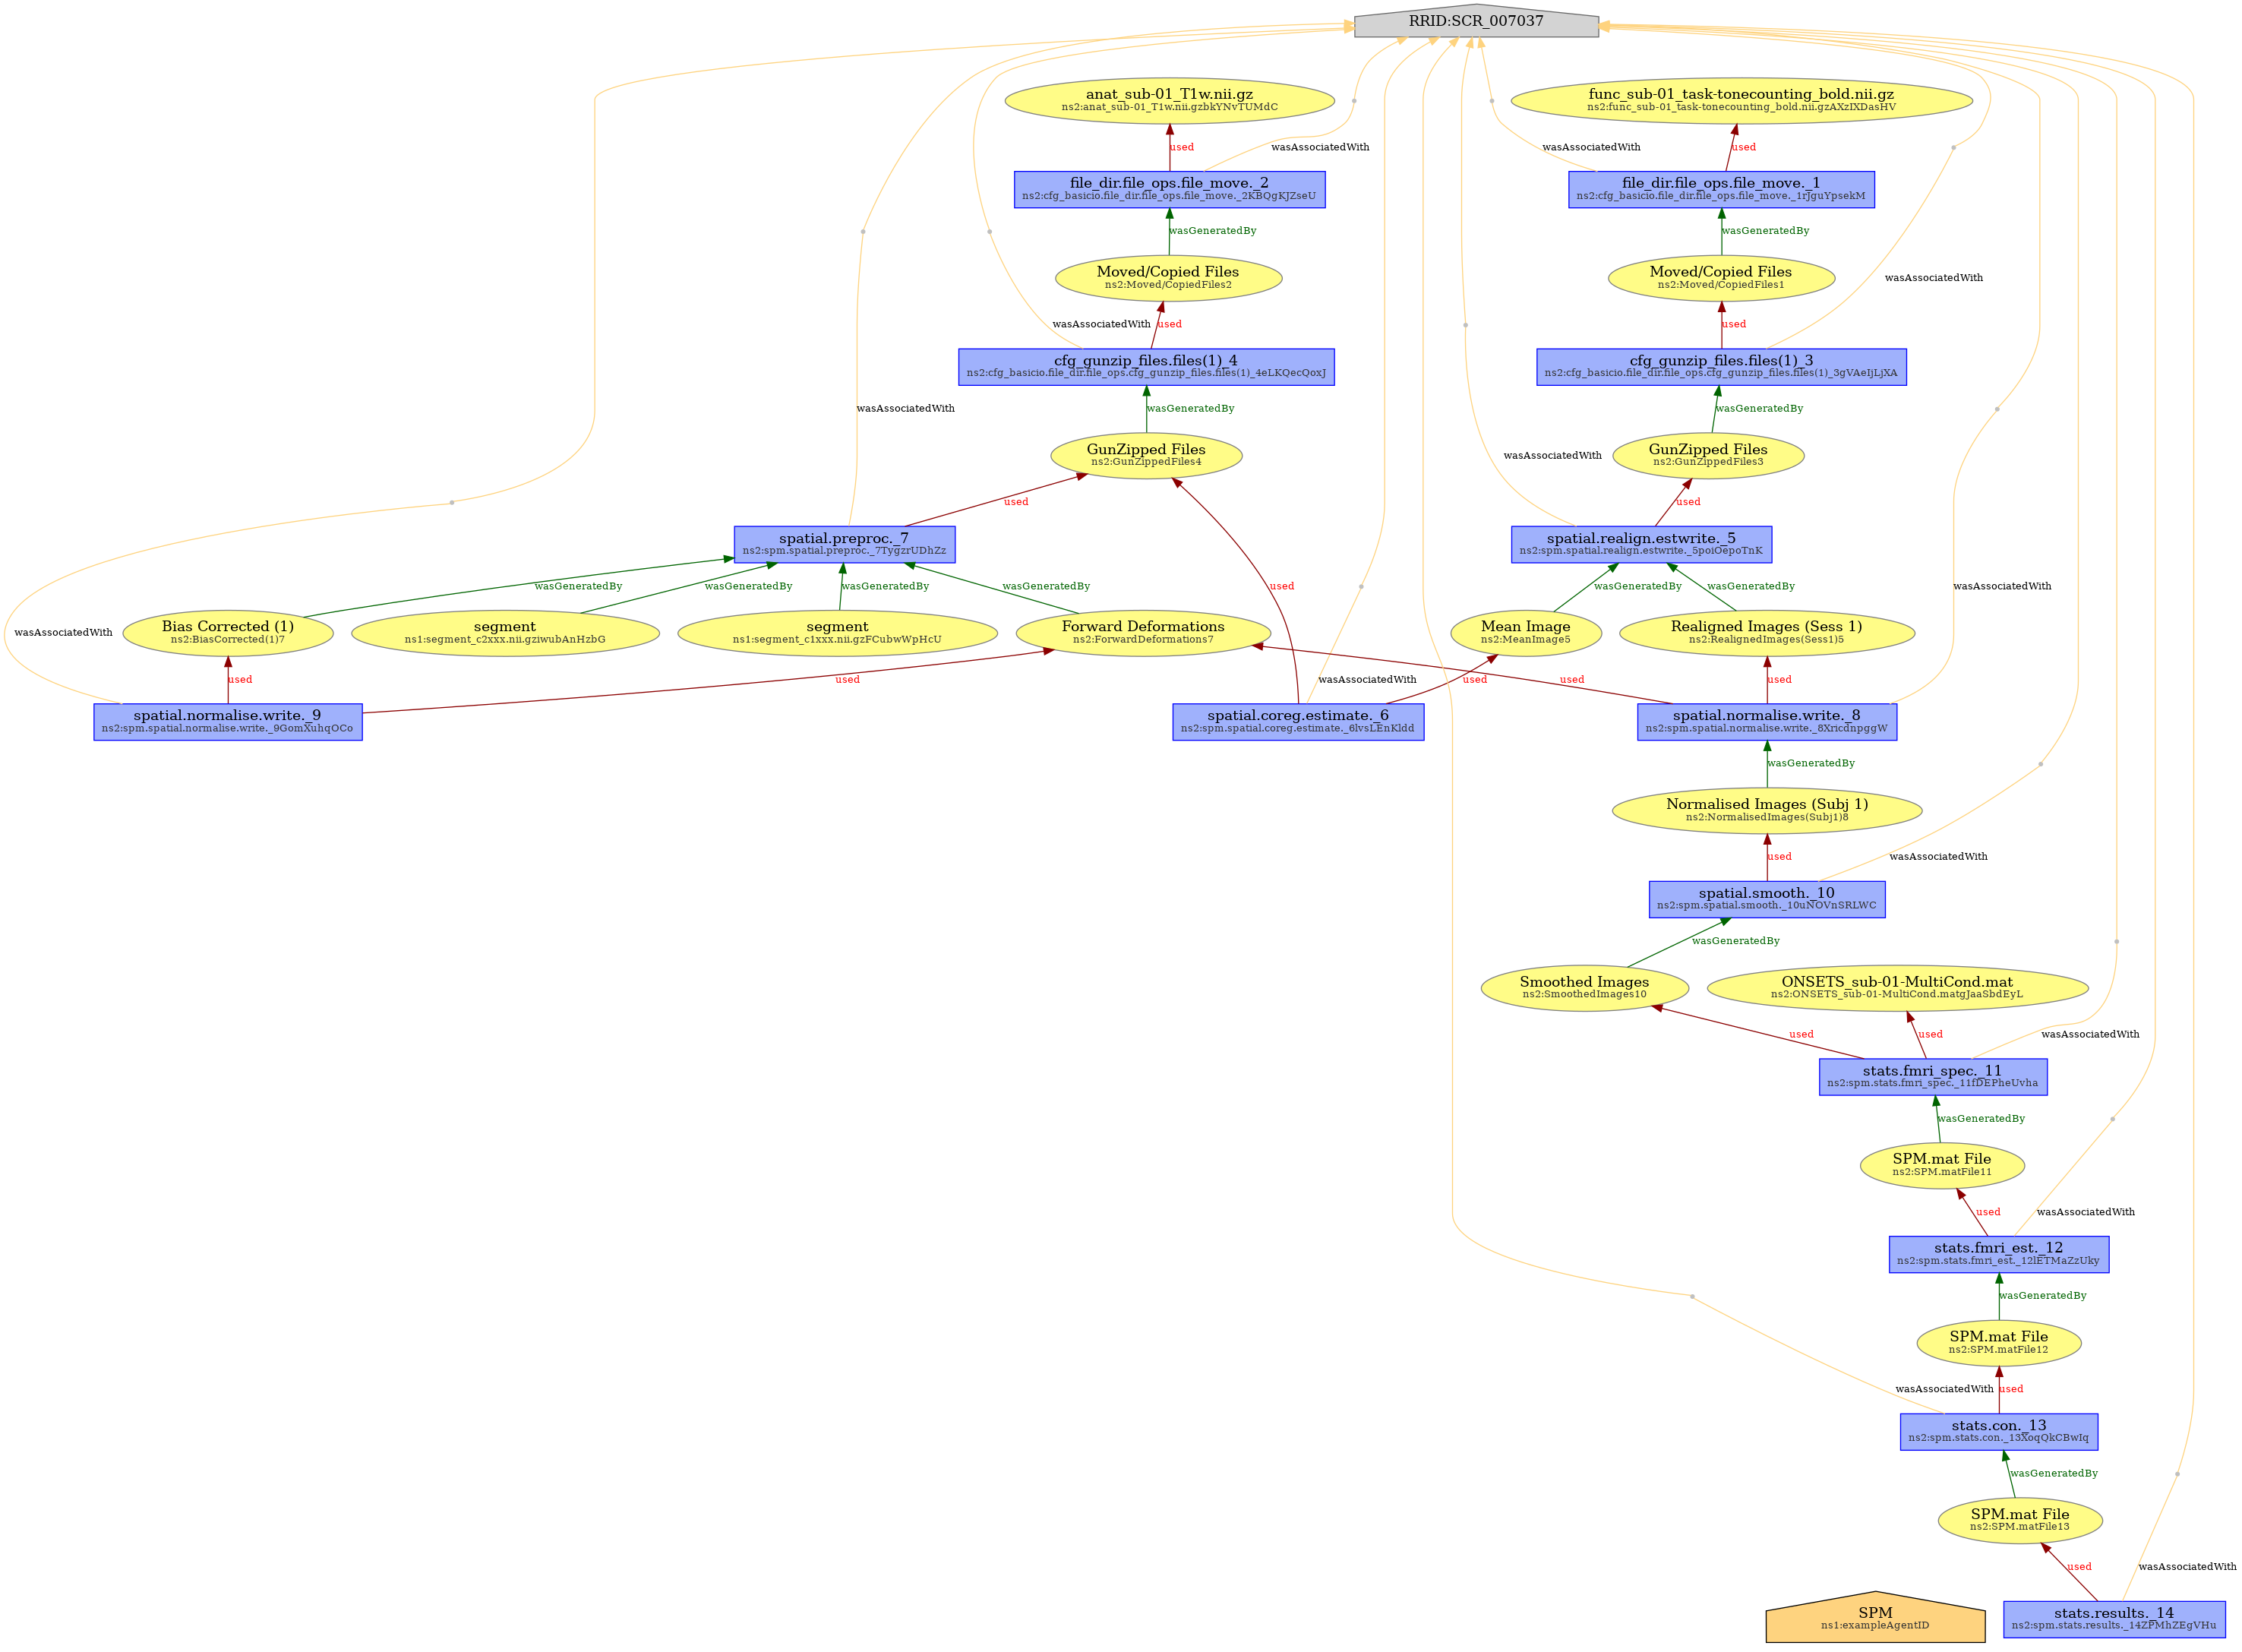 RRID:SCR_007037
anat_sub-01_T1w.nii.gz
ns2:anat_sub-01_T1w.nii.gzbkYNvTUMdC
func_sub-01_task-tonecounting_bold.nii.gz
ns2:func_sub-01_task-tonecounting_bold.nii.gzAXzIXDasHV
used
wasAssociatedWith
wasAssociatedWith
used
file_dir.file_ops.file_move._2
ns2:cfg_basicio.file_dir.file_ops.file_move._2KBQgKJZseU
file_dir.file_ops.file_move._1
ns2:cfg_basicio.file_dir.file_ops.file_move._1rJguYpsekM
wasGeneratedBy
wasGeneratedBy
Moved/Copied Files
ns2:Moved/CopiedFiles2
Moved/Copied Files
ns2:Moved/CopiedFiles1
wasAssociatedWith
wasAssociatedWith
used
used
cfg_gunzip_files.files(1)_4
ns2:cfg_basicio.file_dir.file_ops.cfg_gunzip_files.files(1)_4eLKQecQoxJ
cfg_gunzip_files.files(1)_3
ns2:cfg_basicio.file_dir.file_ops.cfg_gunzip_files.files(1)_3gVAeIjLjXA
wasAssociatedWith
wasGeneratedBy
wasGeneratedBy
GunZipped Files
ns2:GunZippedFiles4
GunZipped Files
ns2:GunZippedFiles3
wasAssociatedWith
used
used
spatial.preproc._7
ns2:spm.spatial.preproc._7TygzrUDhZz
spatial.realign.estwrite._5
ns2:spm.spatial.realign.estwrite._5poiOepoTnK
wasGeneratedBy
wasGeneratedBy
wasGeneratedBy
wasGeneratedBy
used
wasGeneratedBy
wasGeneratedBy
wasAssociatedWith
wasAssociatedWith
Bias Corrected (1)
ns2:BiasCorrected(1)7
segment
ns1:segment_c2xxx.nii.gziwubAnHzbG
segment
ns1:segment_c1xxx.nii.gzFCubwWpHcU
Forward Deformations
ns2:ForwardDeformations7
Mean Image
ns2:MeanImage5
Realigned Images (Sess 1)
ns2:RealignedImages(Sess1)5
used
used
wasAssociatedWith
used
used
used
spatial.normalise.write._9
ns2:spm.spatial.normalise.write._9GomXuhqOCo
spatial.coreg.estimate._6
ns2:spm.spatial.coreg.estimate._6lvsLEnKldd
spatial.normalise.write._8
ns2:spm.spatial.normalise.write._8XricdnpggW
wasGeneratedBy
Normalised Images (Subj 1)
ns2:NormalisedImages(Subj1)8
used
wasAssociatedWith
spatial.smooth._10
ns2:spm.spatial.smooth._10uNOVnSRLWC
wasGeneratedBy
Smoothed Images
ns2:SmoothedImages10
ONSETS_sub-01-MultiCond.mat
ns2:ONSETS_sub-01-MultiCond.matgJaaSbdEyL
used
used
wasAssociatedWith
stats.fmri_spec._11
ns2:spm.stats.fmri_spec._11fDEPheUvha
wasGeneratedBy
SPM.mat File
ns2:SPM.matFile11
used
wasAssociatedWith
stats.fmri_est._12
ns2:spm.stats.fmri_est._12lETMaZzUky
wasGeneratedBy
SPM.mat File
ns2:SPM.matFile12
wasAssociatedWith
used
stats.con._13
ns2:spm.stats.con._13XoqQkCBwIq
wasGeneratedBy
SPM.mat File
ns2:SPM.matFile13
used
wasAssociatedWith
SPM
ns1:exampleAgentID
stats.results._14
ns2:spm.stats.results._14ZPMhZEgVHu